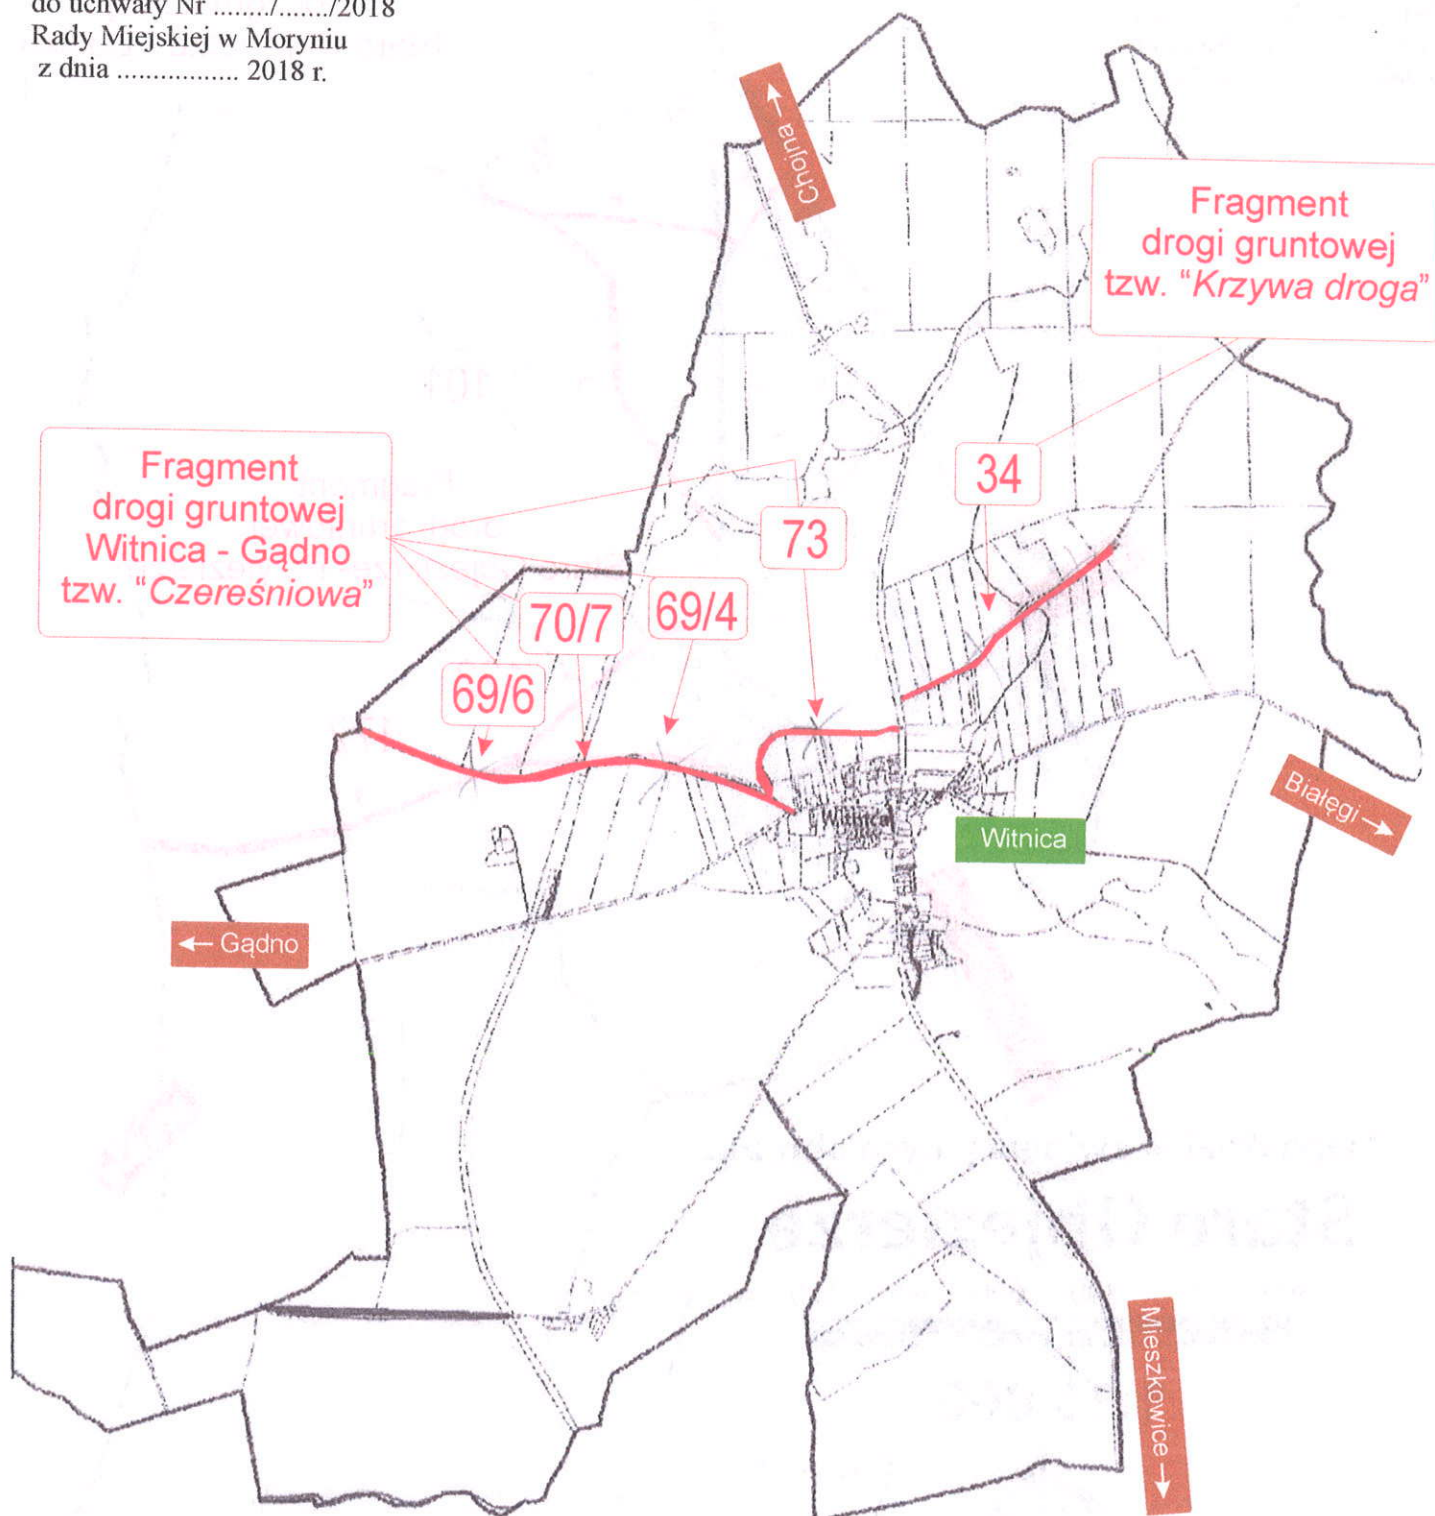 do uchwały Nr ......../......./2018
Rady Miejskiej w Moryniu
z dnia ................. 2018 r.
Chojna
Fragment
drogi gruntowej
tzw. “Krzywa droga”
Fragment
drogi gruntowej
Witnica - Gądno
tzw. “Czereśniowa”
34
73
69/4
70/7
69/6
Białęgi
Witnica
Witnica
Gądno
Mieszkowice